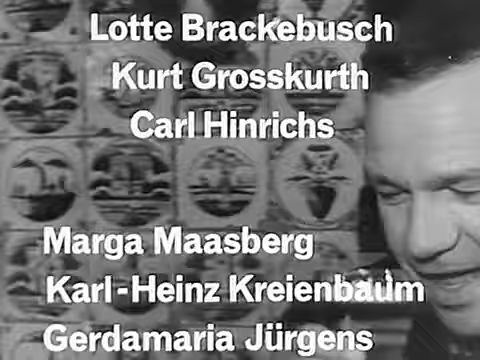 Lotte Brackebusch
Kurt Grosskurth
Carl Hinrichs
Marga Maasberg
Karl-Heinz Kreienbaum
Gerdamaria Jürgens